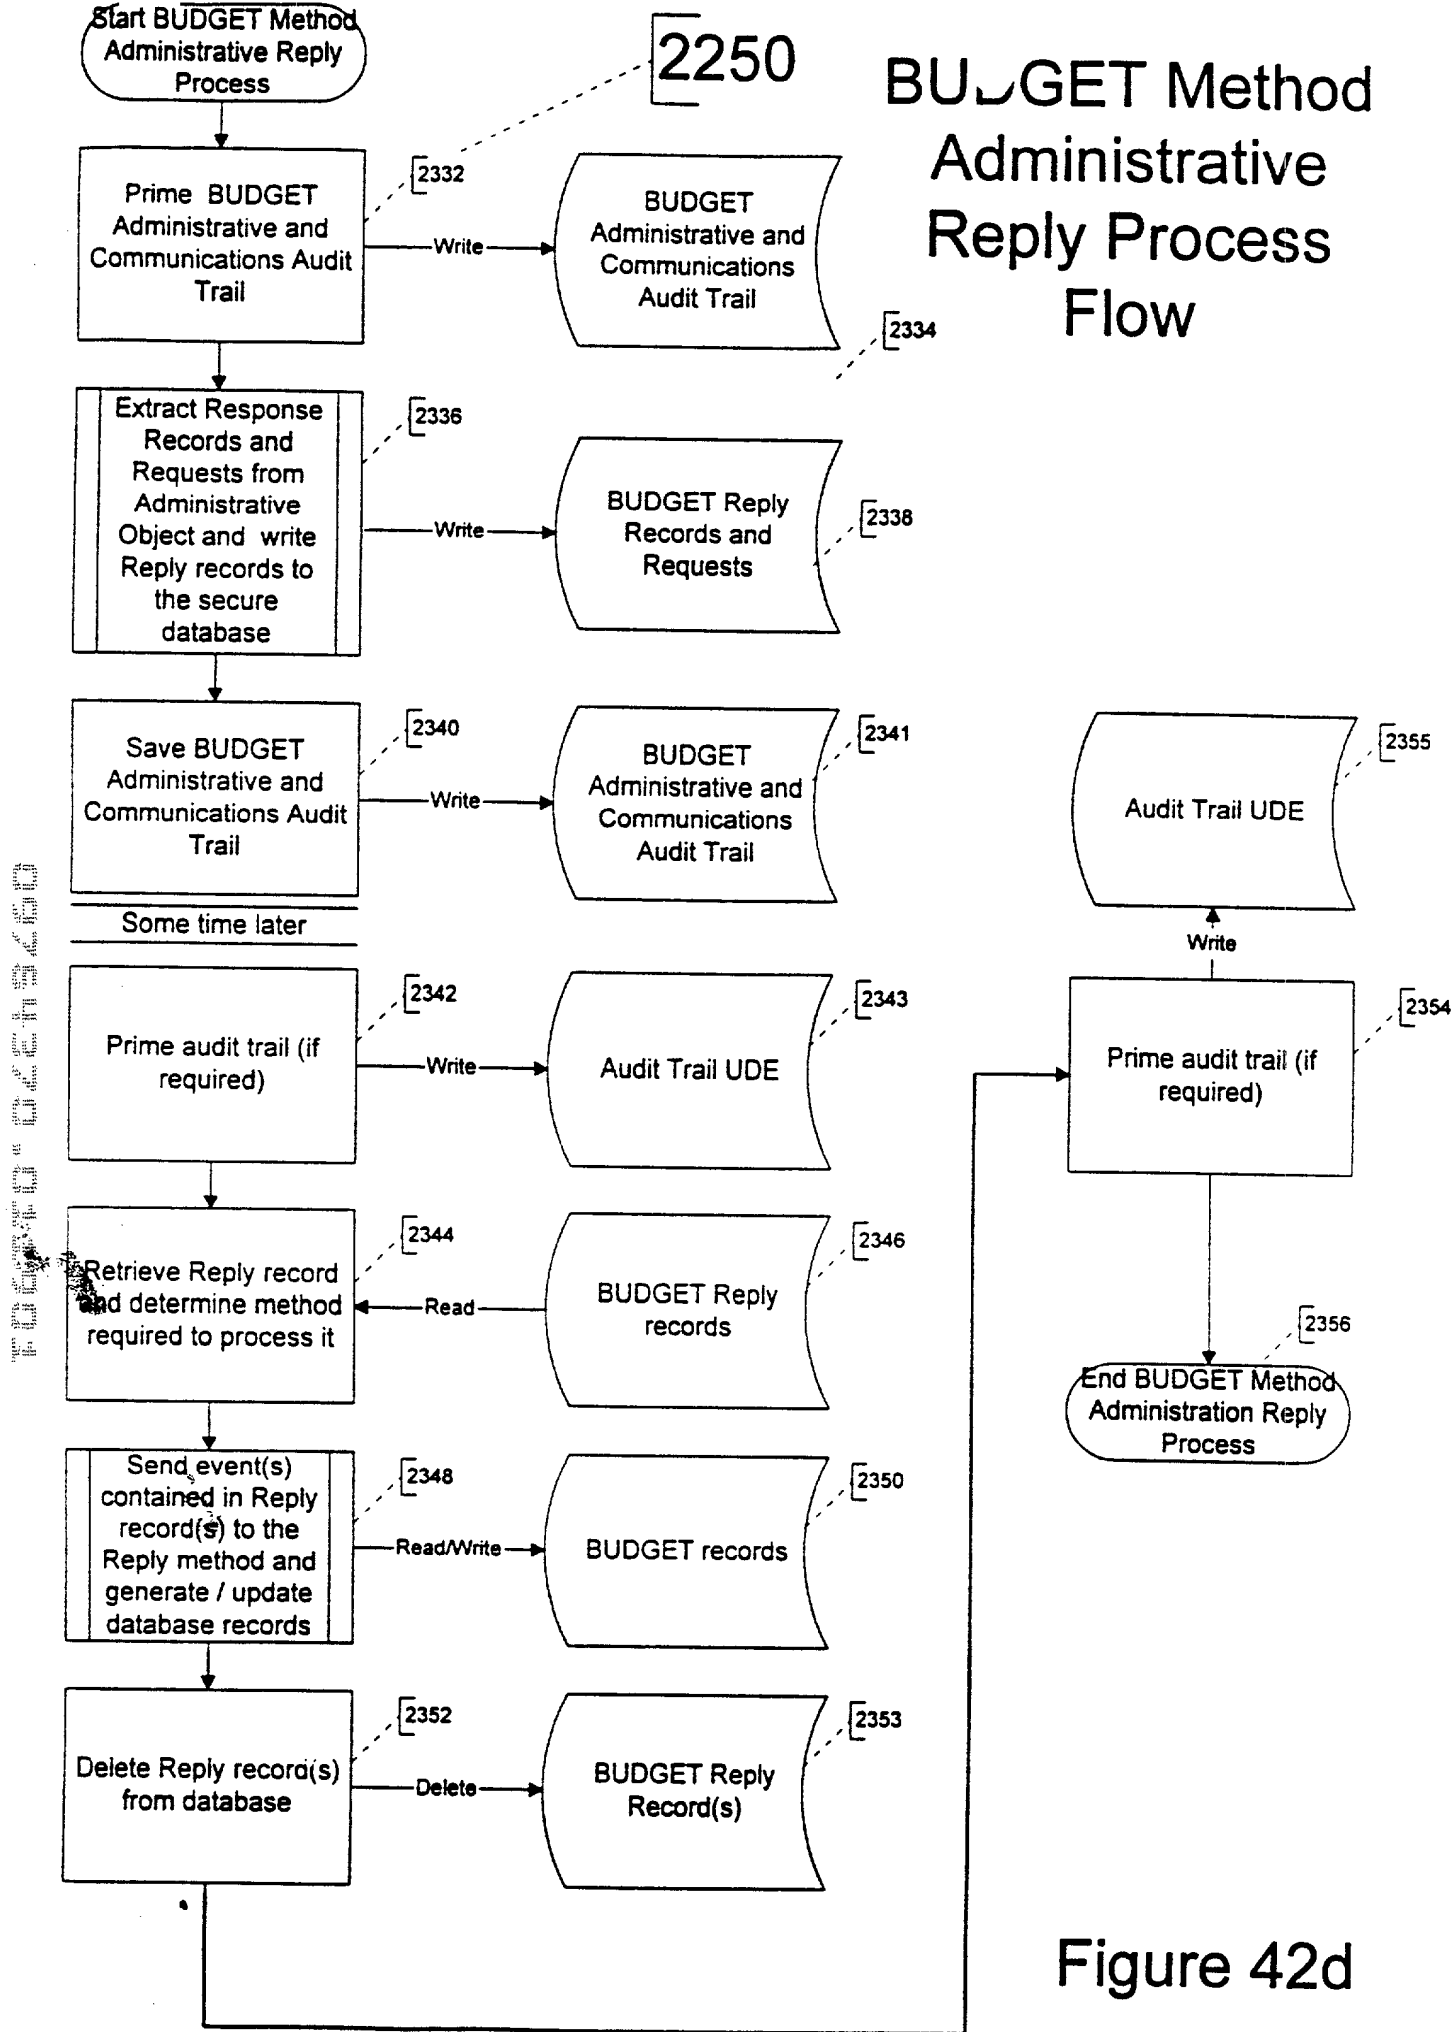 Start BUDGET Method
Administrative Reply
Process
2250
BUDGET Method
Administrative
Reply Process
Flow
Prime BUDGET
Administrative and
Communications Audit
Trail
2332
Write
BUDGET
Administrative and
Communications
Audit Trail
2334
Extract Response
Records and
Requests from
Administrative
Object and write
Reply records to
the secure
database
2336
Write
BUDGET Reply
Records and
Requests
2338
Save BUDGET
Administrative and
Communications Audit
Trail
2340
Write
BUDGET
Administrative and
Communications
Audit Trail
2341
Some time later
Prime audit trail (if
required)
2342
Write
Audit Trail UDE
2343
Retrieve Reply record
and determine method
required to process it
2344
Read
BUDGET Reply
records
2346
Send event(s)
contained in Reply
record(s) to the
Reply method and
generate / update
database records
2348
Read/Write
BUDGET records
2350
Delete Reply record(s)
from database
2352
Delete
BUDGET Reply
Record(s)
2353
Audit Trail UDE
2355
Write
Prime audit trail (if
required)
2354
2356
End BUDGET Method
Administration Reply
Process
Figure 42d